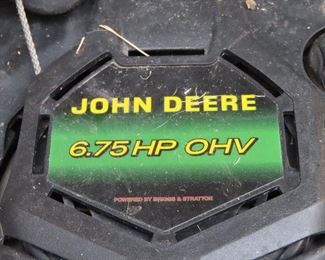 JOHN DEERE
6.75 HP OHV
POWERED BY BRIGGS & STRATTON